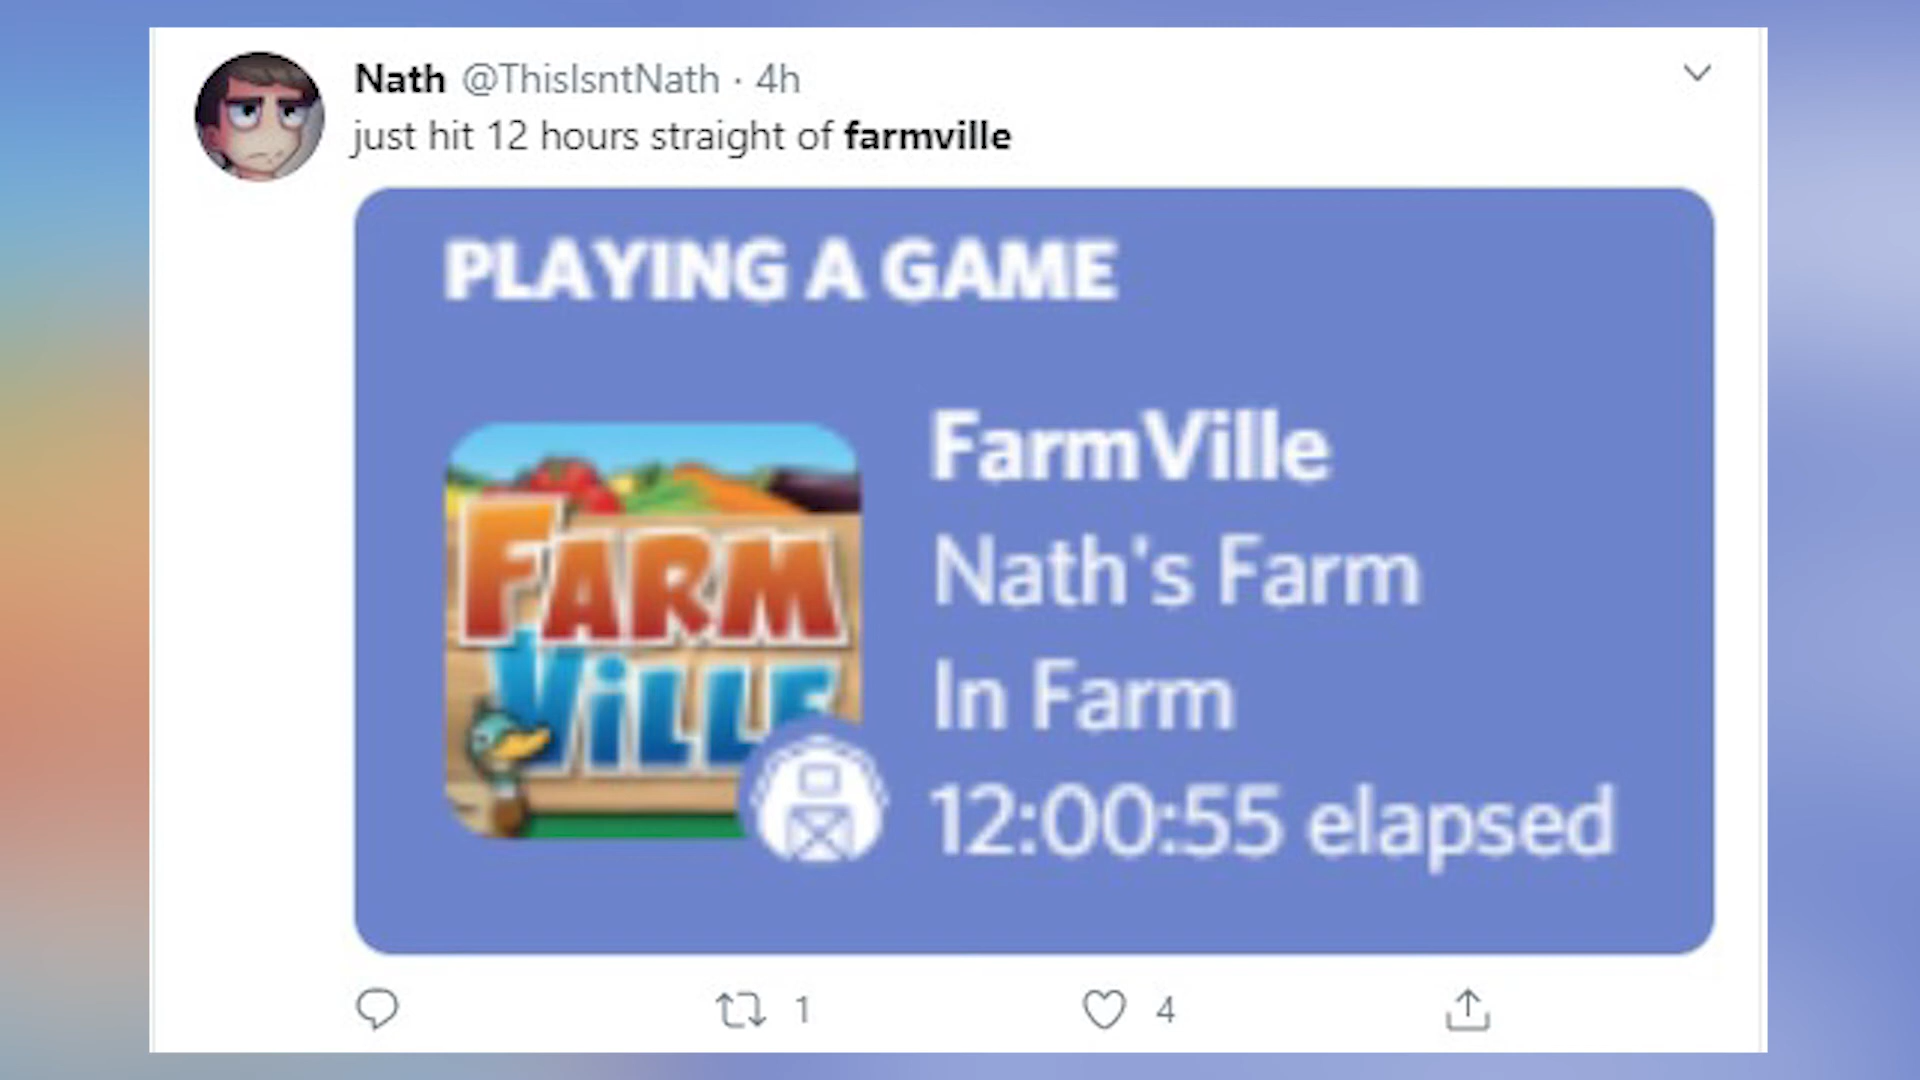 Nath @ThisIsntNath · 4h
just hit 12 hours straight of farmville
PLAYING A GAME
FARM
ViLLE
FarmVille
Nath's Farm
In Farm
12:00:55 elapsed
1 4